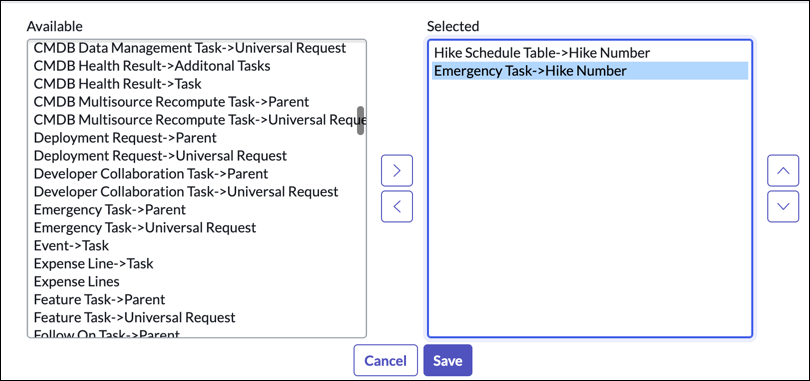 Available
CMDB Data Management Task->Universal Request
CMDB Health Result->Additonal Tasks
CMDB Health Result->Task
CMDB Multisource Recompute Task->Parent
CMDB Multisource Recompute Task->Universal Reque
Deployment Request->Parent
Deployment Request->Universal Request
Developer Collaboration Task->Parent
Developer Collaboration Task->Universal Request
Emergency Task->Parent
Emergency Task->Universal Request
Event->Task
Expense Line->Task
Expense Lines
Feature Task->Parent
Feature Task->Universal Request
Follow On Task->Parent
Selected
Hike Schedule Table->Hike Number
Emergency Task->Hike Number
Cancel
Save